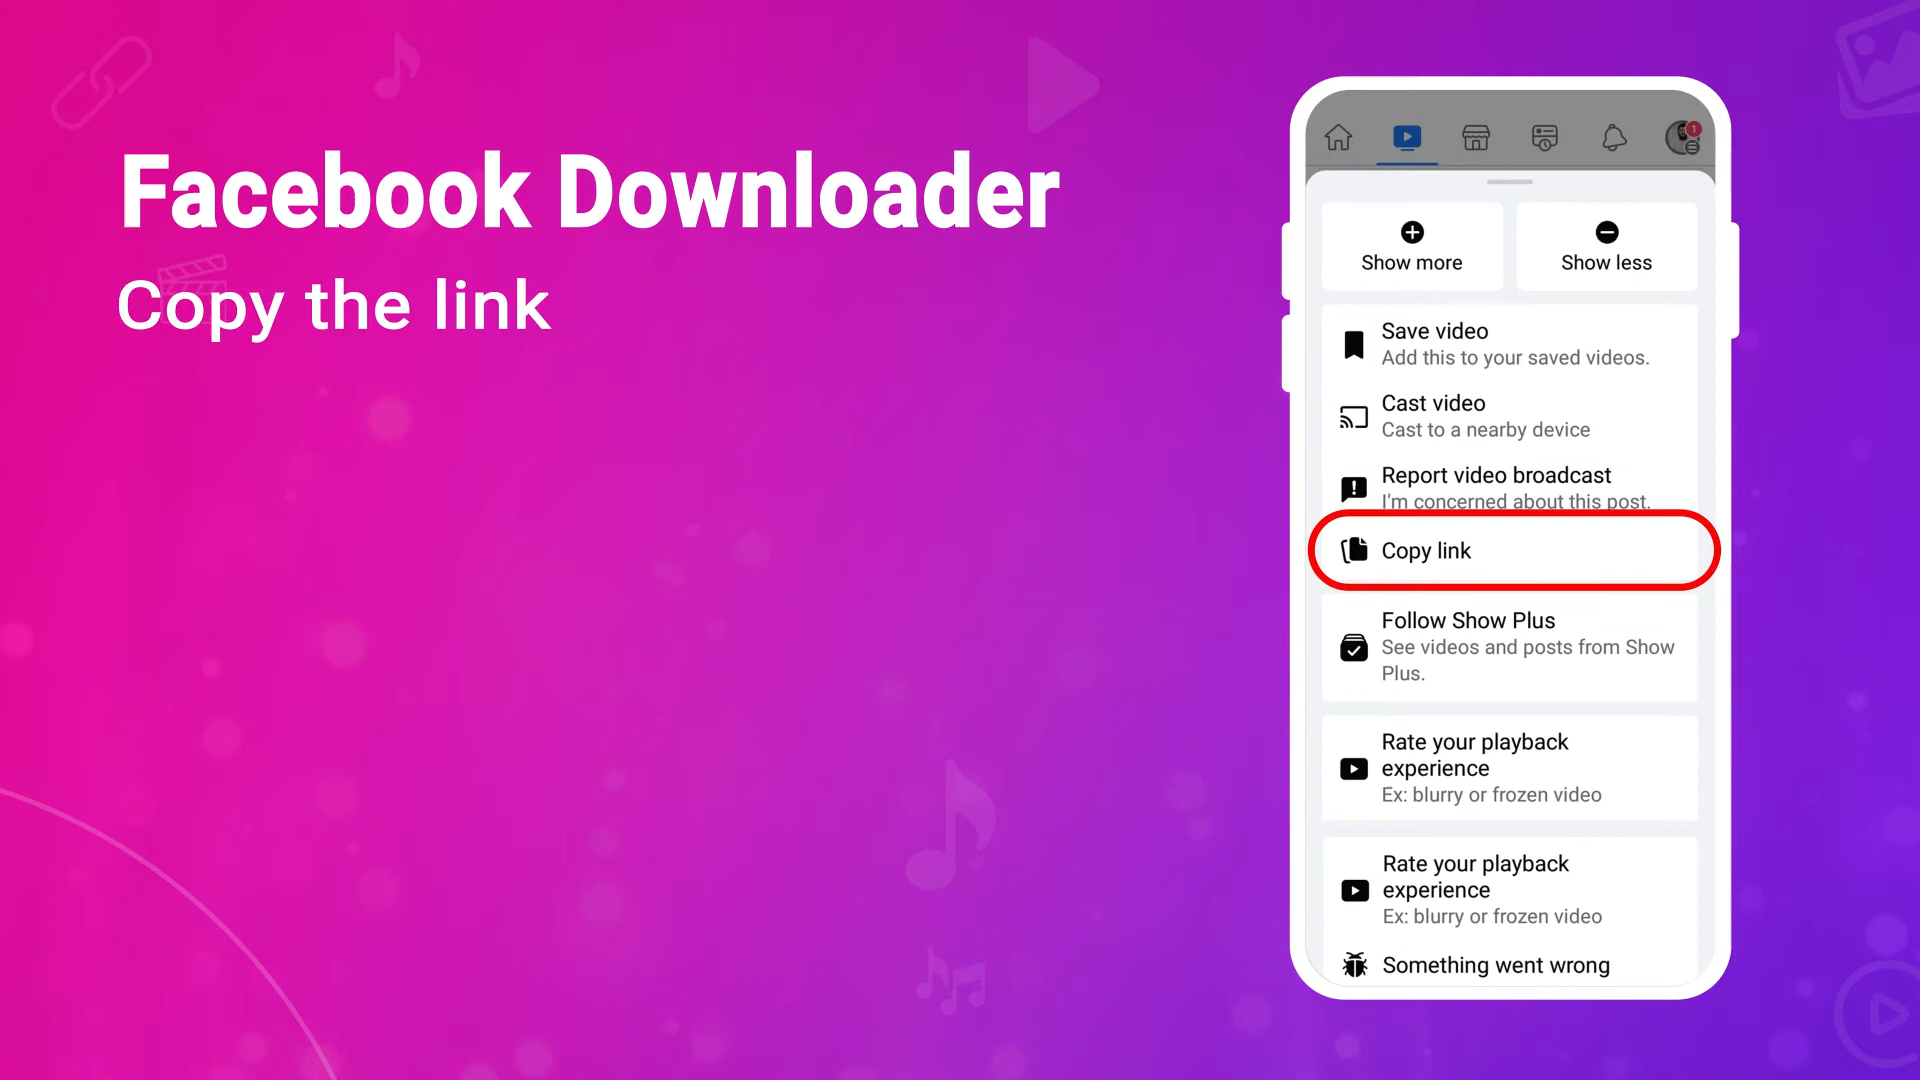 Facebook Downloader
Copy the link
1
Show more
Show less
Save video
Add this to your saved videos.
Cast video
Cast to a nearby device
Report video broadcast
I'm concerned about this post.
Copy link
Follow Show Plus
See videos and posts from Show
Plus.
Rate your playback
experience
Ex: blurry or frozen video
Rate your playback
experience
Ex: blurry or frozen video
Something went wrong